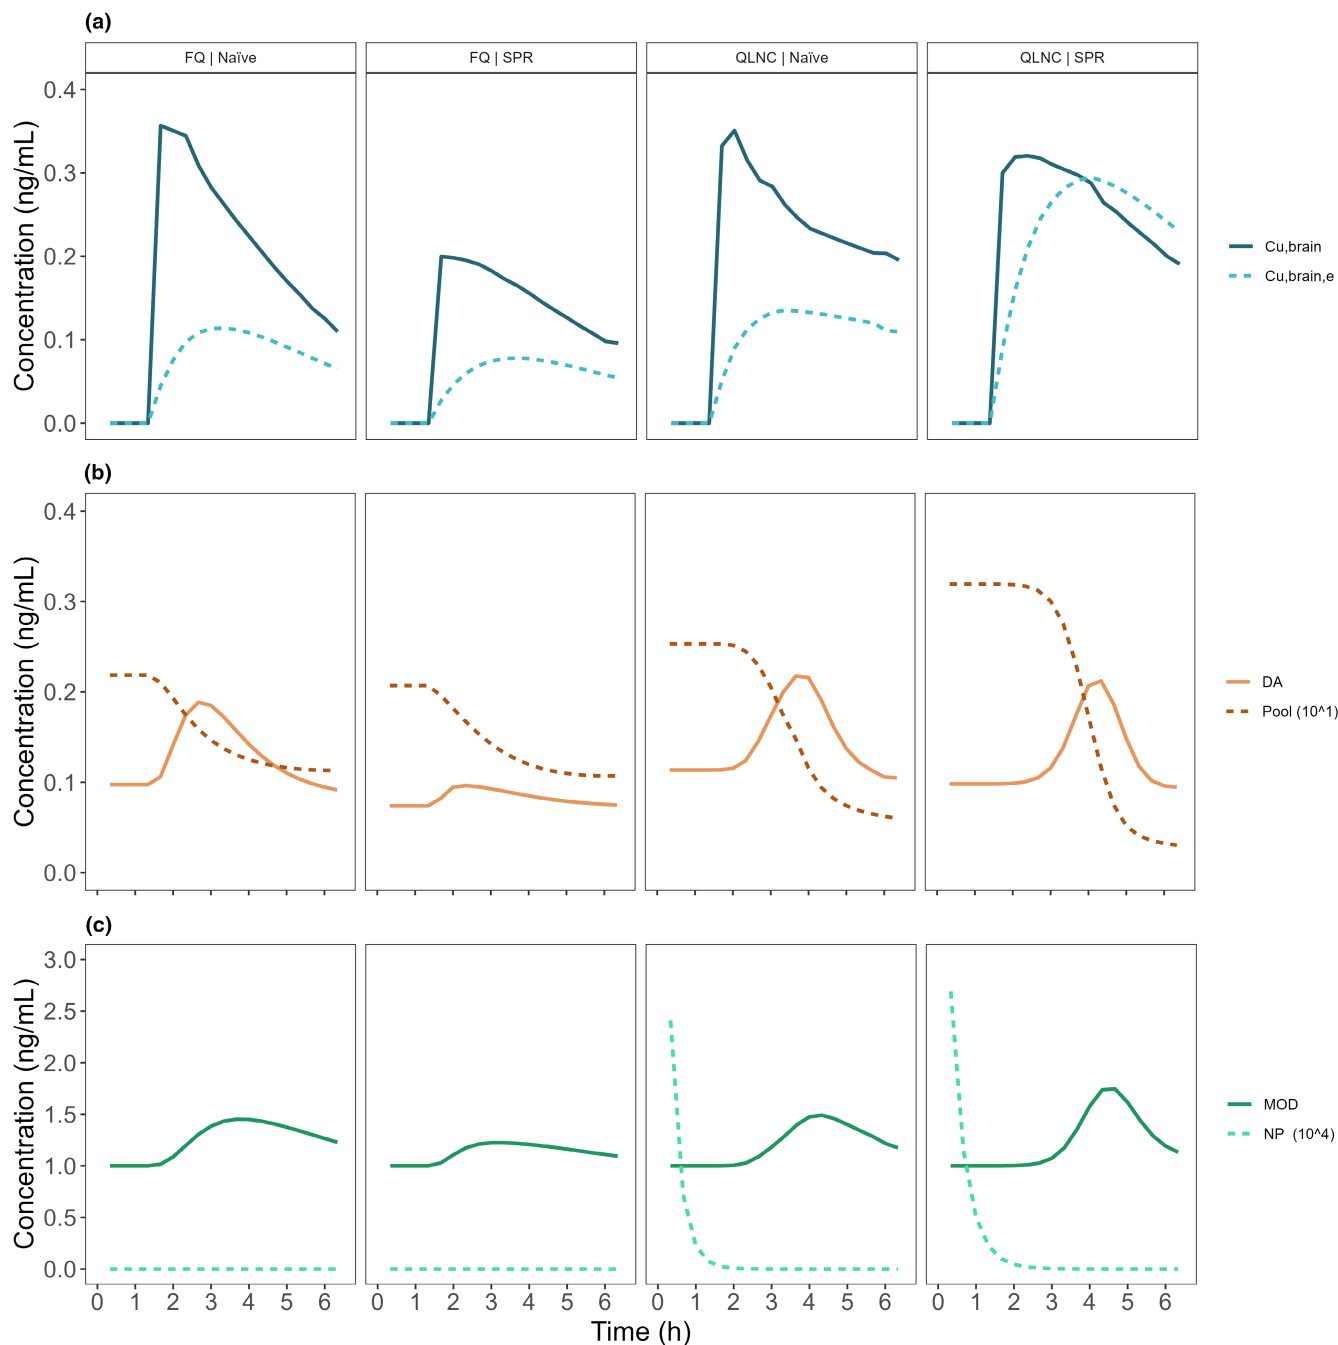 (a)
FQ | Naïve
FQ | SPR
QLNC | Naïve
QLNC | SPR
Concentration (ng/mL)
0.4
0.3
0.2
0.1
0.0
Cu,brain
Cu,brain,e
(b)
Concentration (ng/mL)
0.4
0.3
0.2
0.1
0.0
DA
Pool (10^1)
(c)
Concentration (ng/mL)
3.0
2.5
2.0
1.5
1.0
0.5
0.0
MOD
NP (10^4)
0 1 2 3 4 5 6 0 1 2 3 4 5 6 0 1 2 3 4 5 6 0 1 2 3 4 5 6
Time (h)